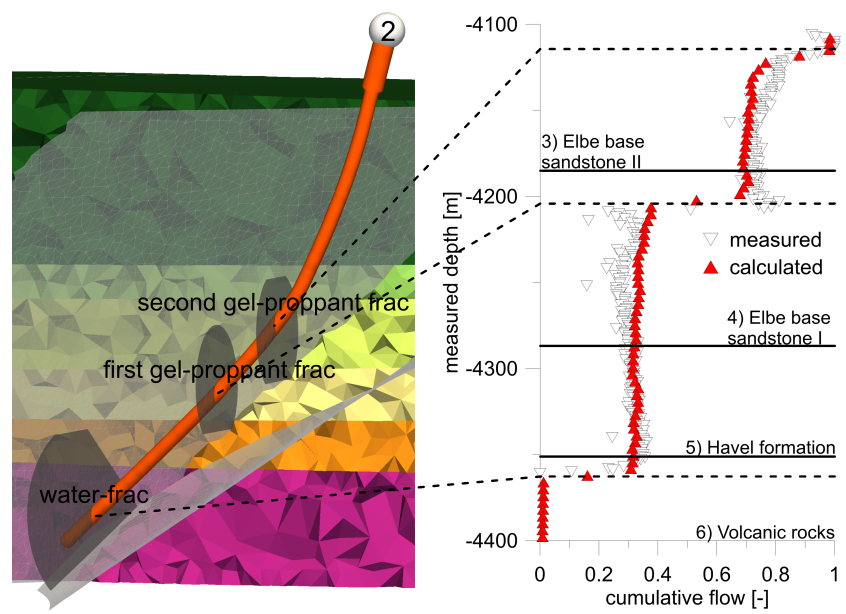 2
second gel-proppant frac
first gel-proppant frac
water-frac
measured depth [m]
-4100
-4200
-4300
-4400
3) Elbe base
sandstone II
measured
calculated
4) Elbe base
sandstone I
5) Havel formation
6) Volcanic rocks
0
0.2
0.4
0.6
0.8
1
cumulative flow [-]